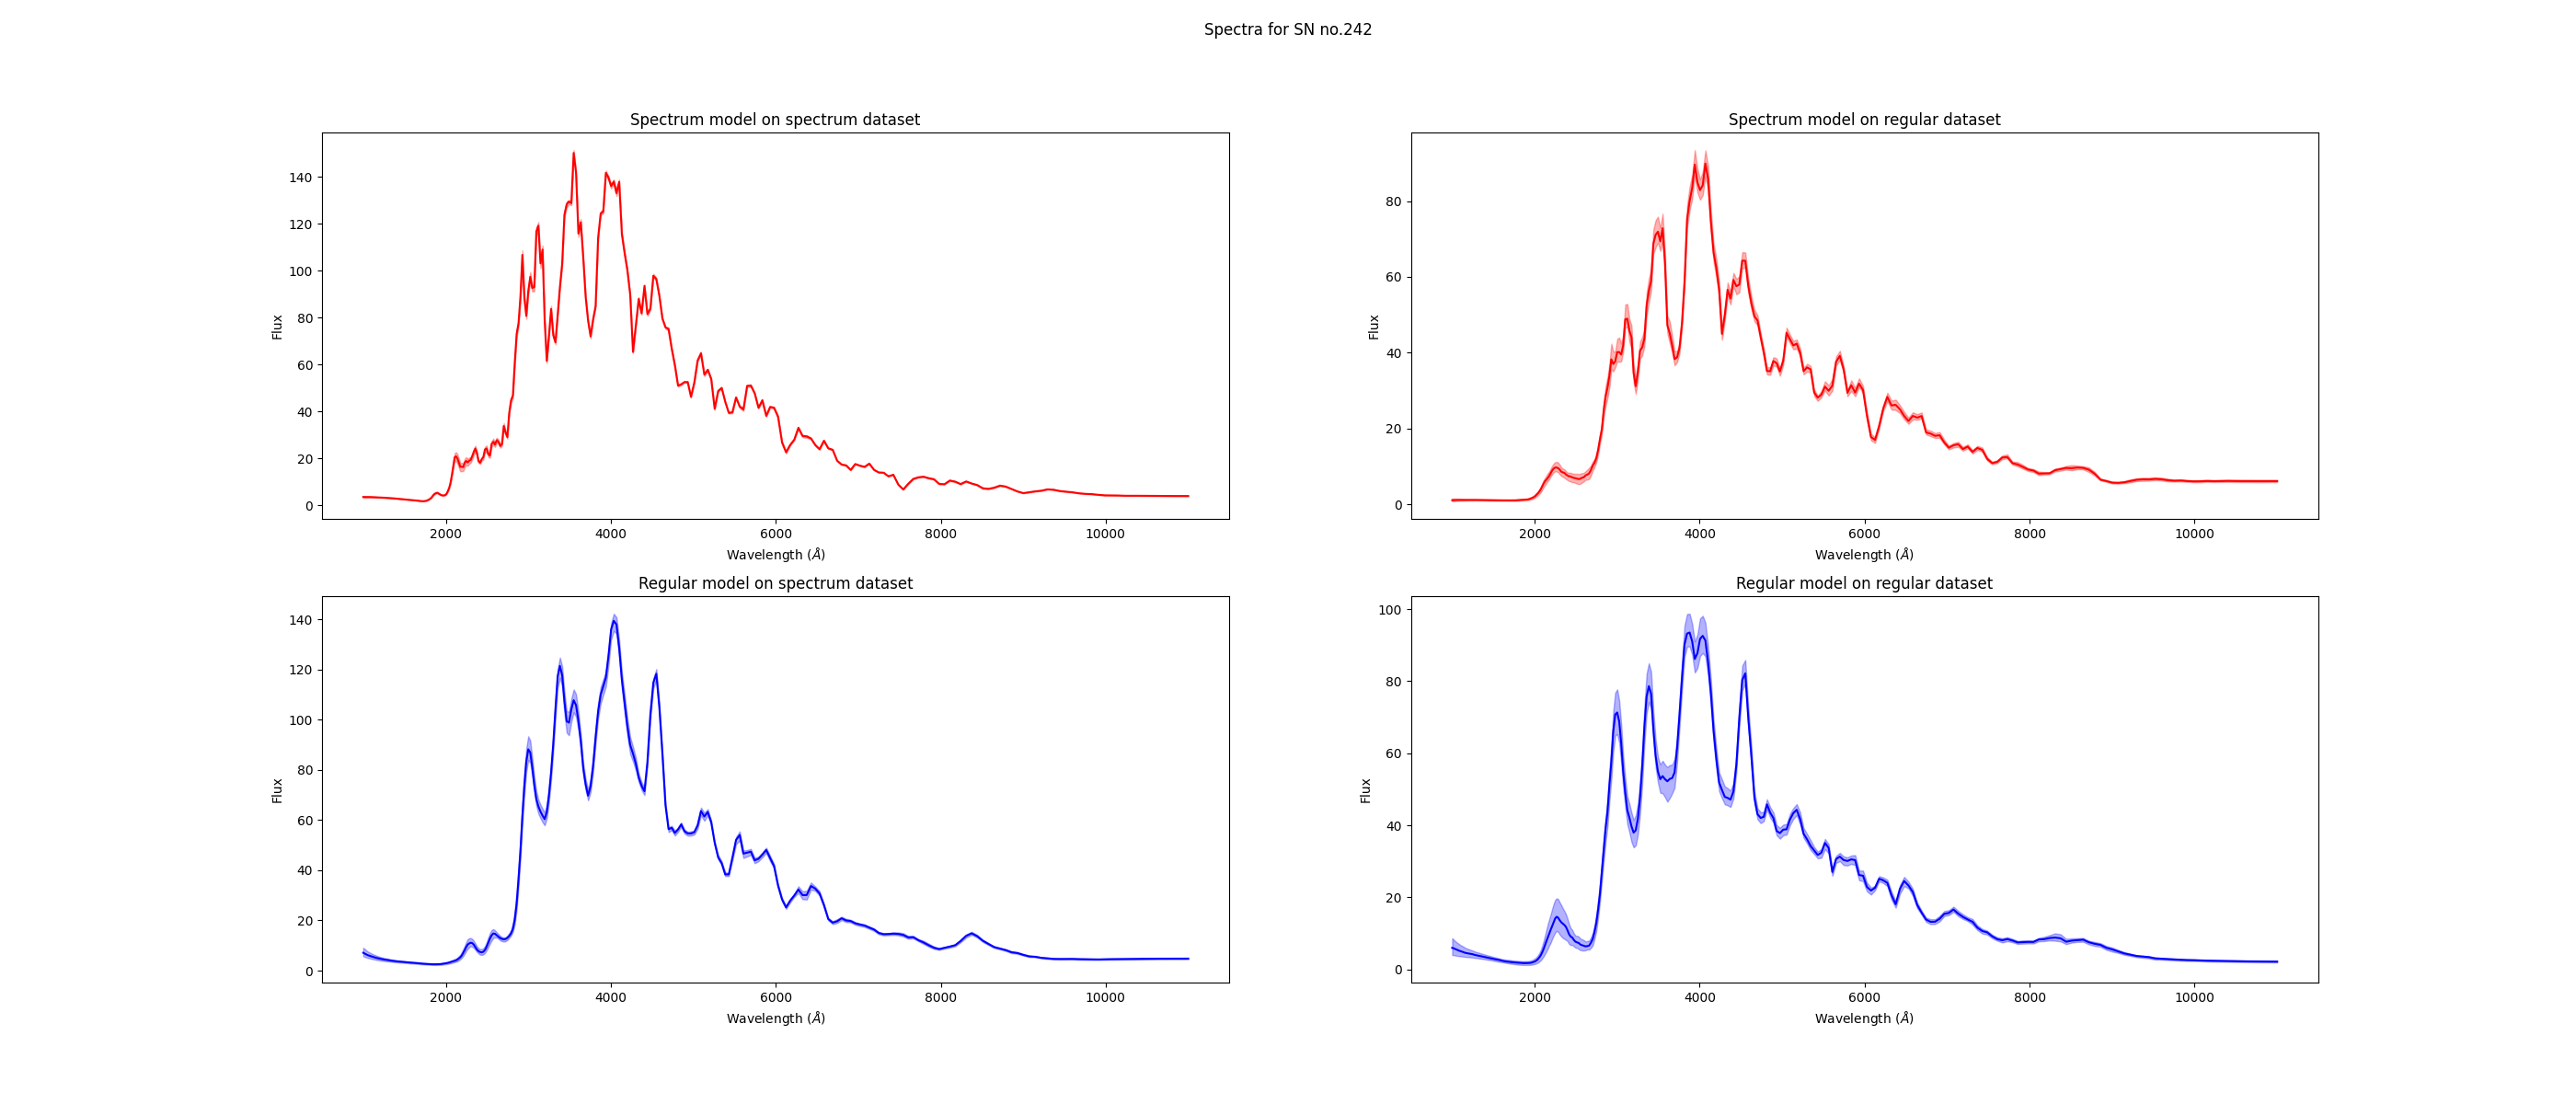 Spectra for SN no.242
Spectrum model on spectrum dataset
140
120
100
80
60
40
20
0
Flux
2000 4000 6000 8000 10000
Wavelength (Å)
Spectrum model on regular dataset
80
60
40
20
0
Flux
2000 4000 6000 8000 10000
Wavelength (Å)
Regular model on spectrum dataset
140
120
100
80
60
40
20
0
Flux
2000 4000 6000 8000 10000
Wavelength (Å)
Regular model on regular dataset
100
80
60
40
20
0
Flux
2000 4000 6000 8000 10000
Wavelength (Å)